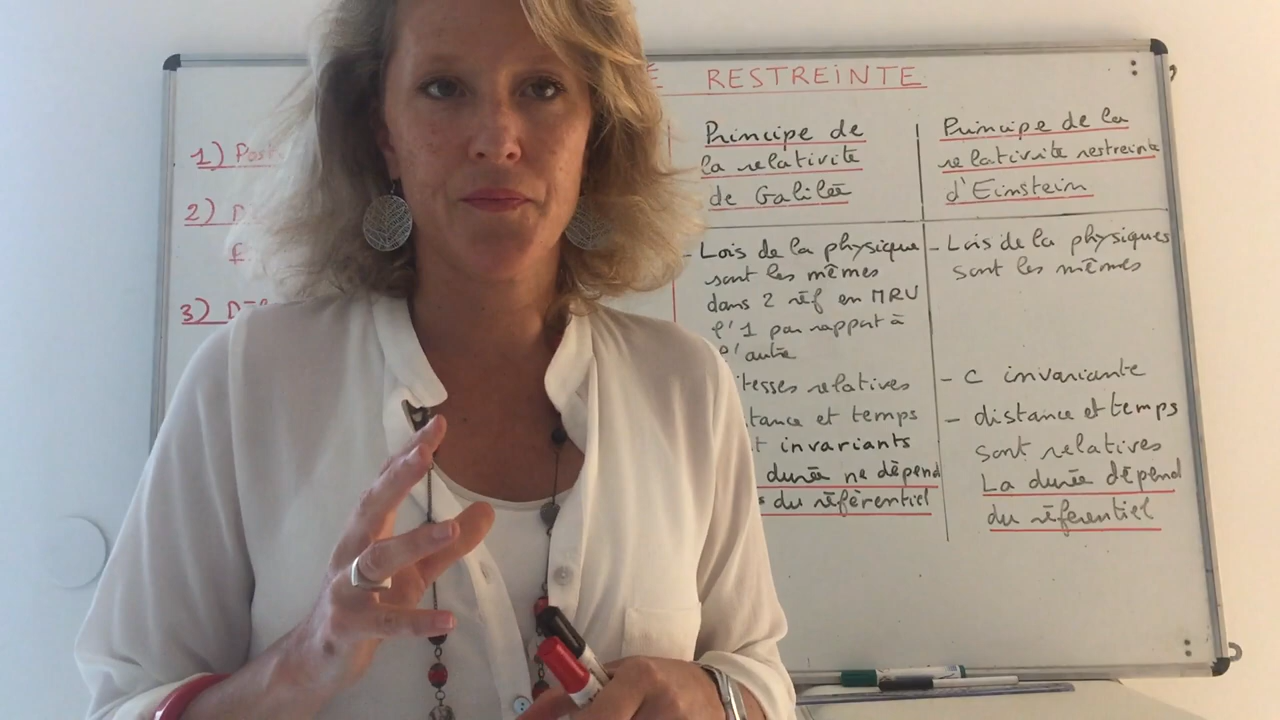 É RESTREINTE
1) Post
2) D
f
3) Dé
Principe de
la relativité
de Galilée
- Lois de la physique
sont les mêmes
dans 2 réf en MRU
l'1 par rapport à
l'autre
itesses relatives
tance et temps
t invariants
durée ne dépend
s du référentiel
Principe de la
relativité restreinte
d'Einstein
- Lois de la physiques
sont les mêmes
- C invariante
- distance et temps
sont relatives
La durée dépend
du référentiel